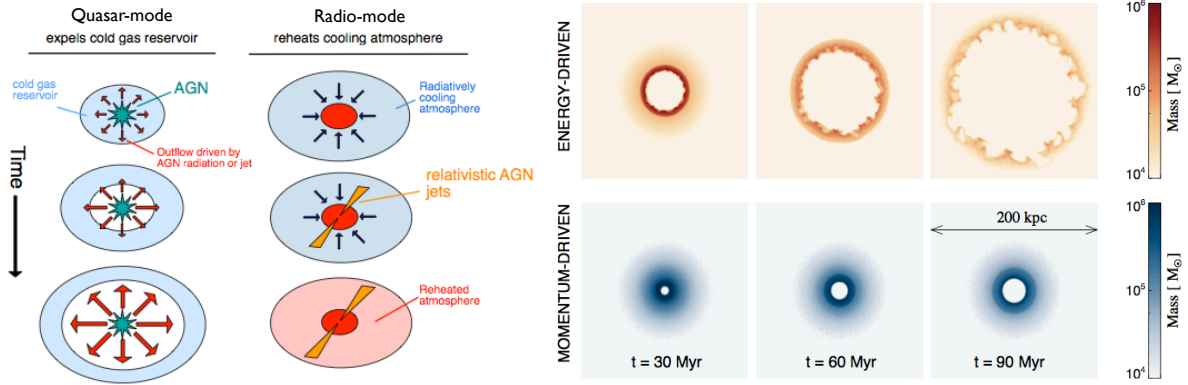 Quasar-mode
expels cold gas reservoir
cold gas
reservoir
AGN
Outflow driven by
AGN radiation or jet
Time
Radio-mode
reheats cooling atmosphere
Radiatively
cooling
atmosphere
relativistic AGN
jets
Reheated
atmosphere
ENERGY-DRIVEN
10⁶
10⁵
10⁴
Mass [M☉]
MOMENTUM-DRIVEN
200 kpc
t = 30 Myr
t = 60 Myr
t = 90 Myr
10⁶
10⁵
10⁴
Mass [M☉]